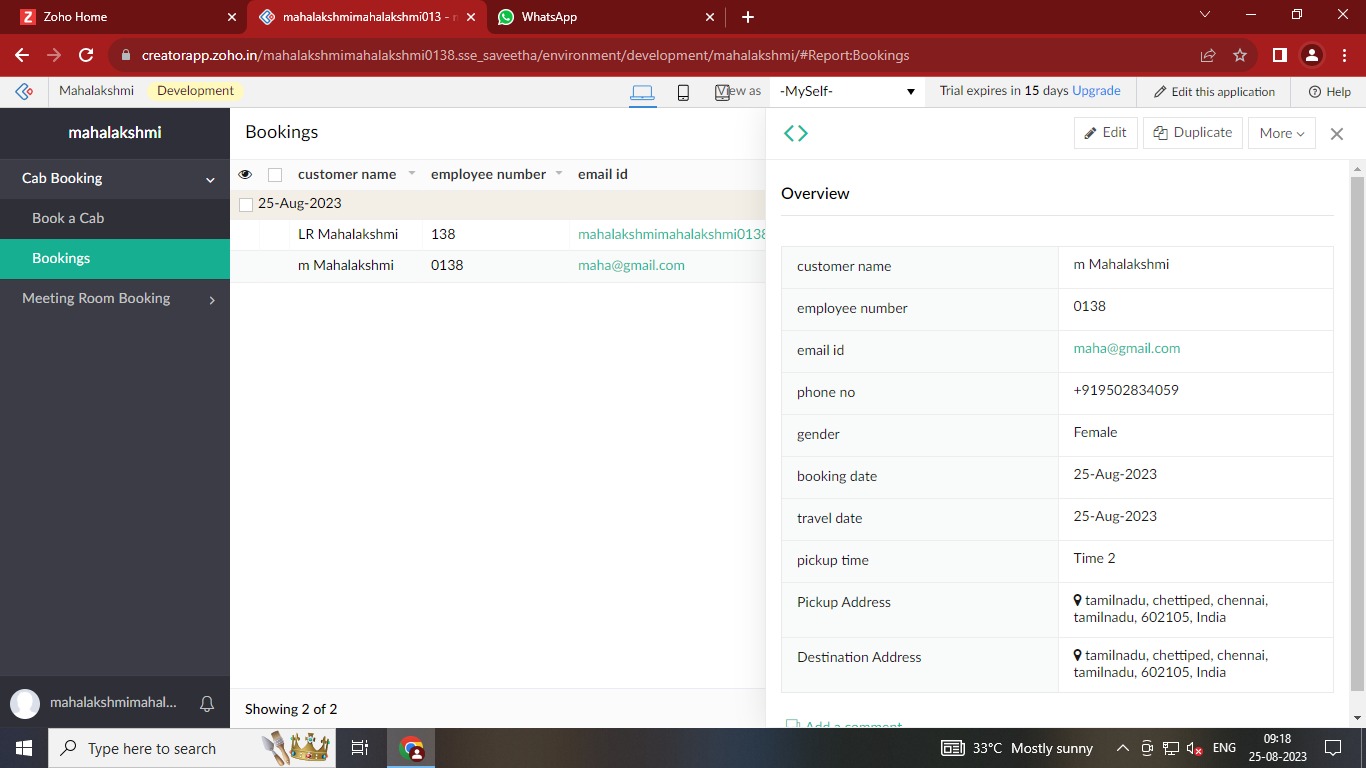 Zoho Home
mahalakshmimahalakshmi013 - n
WhatsApp
creatorapp.zoho.in/mahalakshmimahalakshmi0138.sse_saveetha/environment/development/mahalakshmi/#Report:Bookings
Mahalakshmi Development View as -MySelf- Trial expires in 15 days Upgrade Edit this application Help
mahalakshmi
Cab Booking
Book a Cab
Bookings
Meeting Room Booking
mahalakshmimahal...
Bookings
customer name employee number email id
25-Aug-2023
LR Mahalakshmi 138 mahalakshmimahalakshmi0138
m Mahalakshmi 0138 maha@gmail.com
Showing 2 of 2
Edit Duplicate More
Overview
customer name m Mahalakshmi
employee number 0138
email id maha@gmail.com
phone no +919502834059
gender Female
booking date 25-Aug-2023
travel date 25-Aug-2023
pickup time Time 2
Pickup Address tamilnadu, chettiped, chennai,
tamilnadu, 602105, India
Destination Address tamilnadu, chettiped, chennai,
tamilnadu, 602105, India
Add a comment
Type here to search
33°C Mostly sunny
ENG
09:18
25-08-2023